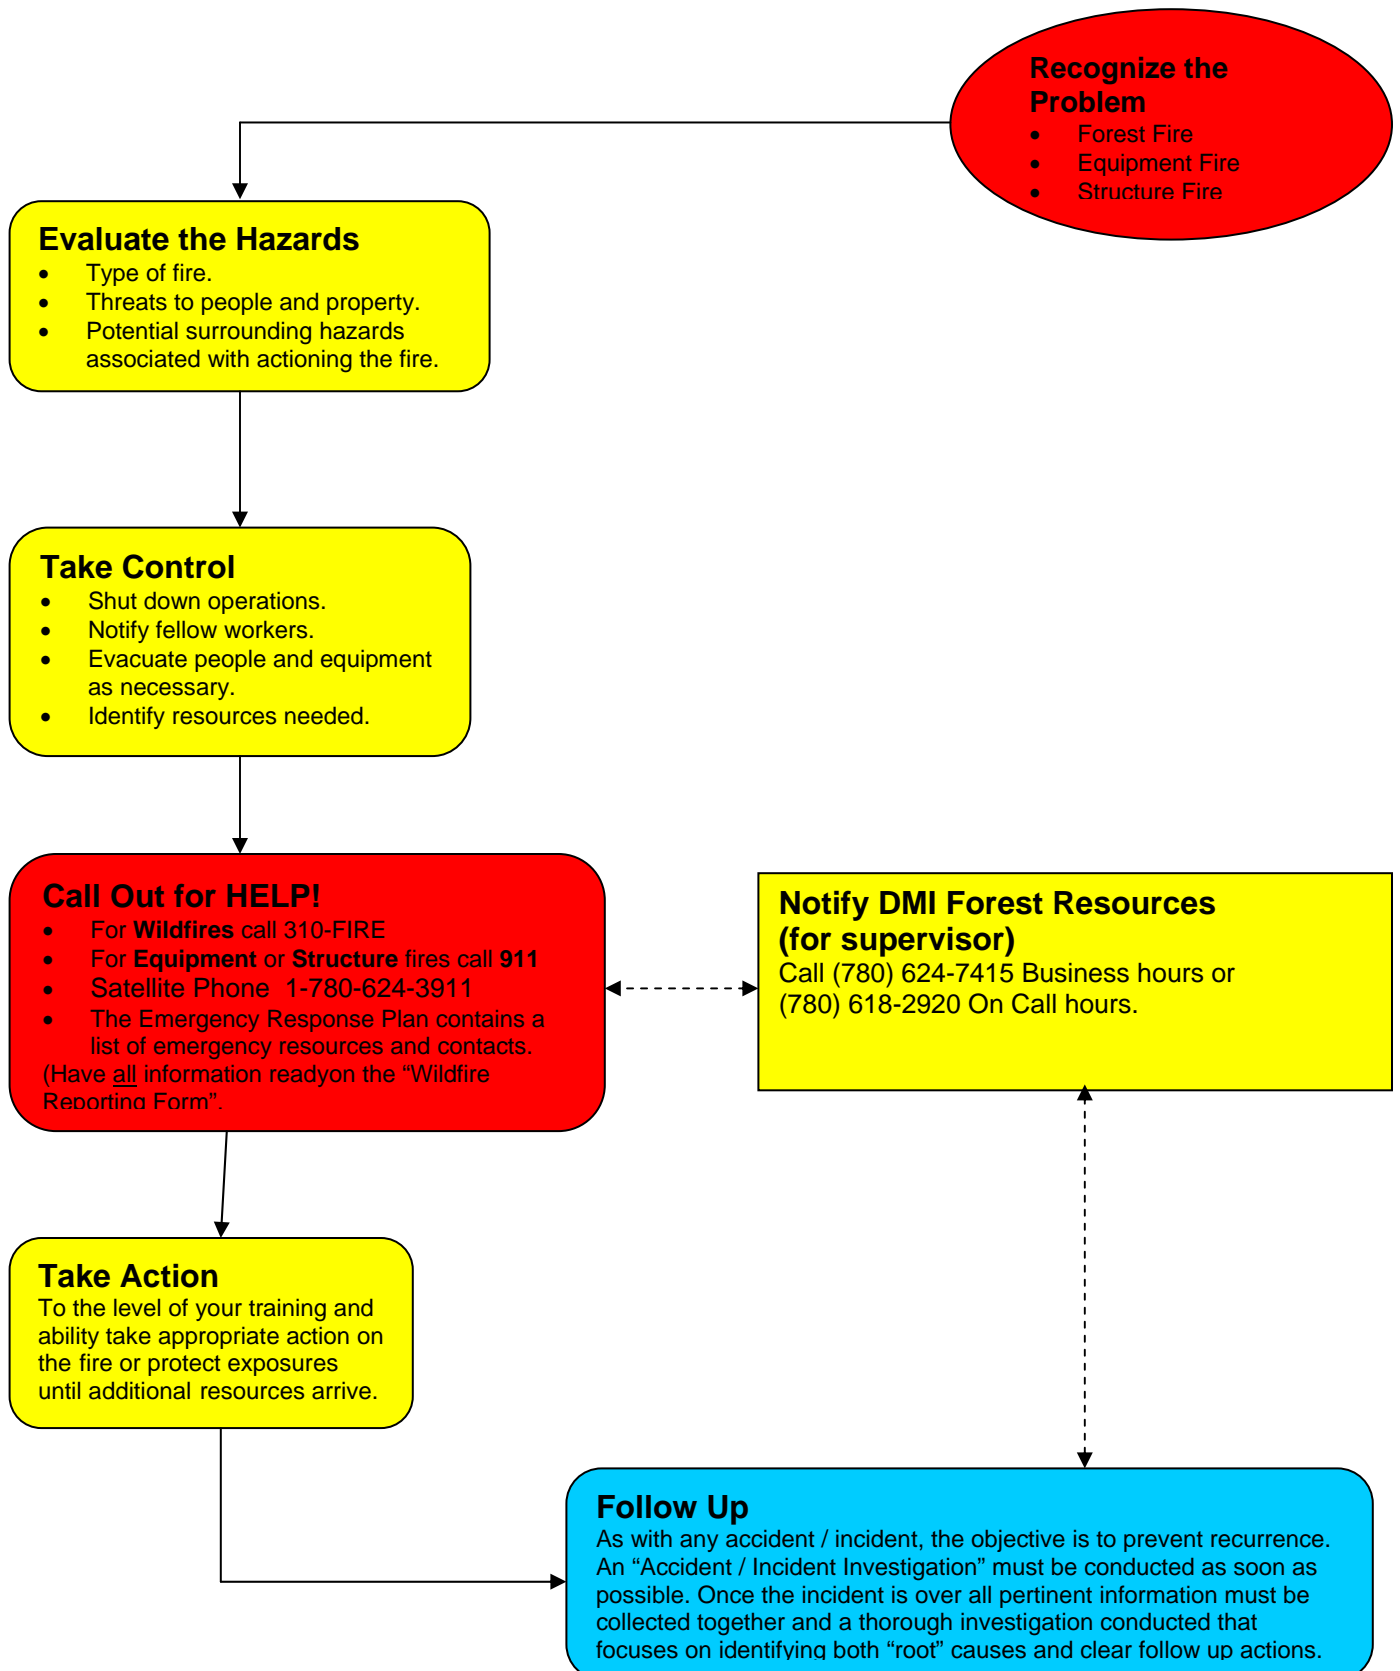 Recognize the
Problem
• Forest Fire
• Equipment Fire
• Structure Fire
Evaluate the Hazards
• Type of fire.
• Threats to people and property.
• Potential surrounding hazards
associated with actioning the fire.
Take Control
• Shut down operations.
• Notify fellow workers.
• Evacuate people and equipment
as necessary.
• Identify resources needed.
Call Out for HELP!
• For Wildfires call 310-FIRE
• For Equipment or Structure fires call 911
• Satellite Phone 1-780-624-3911
• The Emergency Response Plan contains a
list of emergency resources and contacts.
(Have all information readyon the “Wildfire
Reporting Form”.
Notify DMI Forest Resources
(for supervisor)
Call (780) 624-7415 Business hours or
(780) 618-2920 On Call hours.
Take Action
To the level of your training and
ability take appropriate action on
the fire or protect exposures
until additional resources arrive.
Follow Up
As with any accident / incident, the objective is to prevent recurrence.
An “Accident / Incident Investigation” must be conducted as soon as
possible. Once the incident is over all pertinent information must be
collected together and a thorough investigation conducted that
focuses on identifying both “root” causes and clear follow up actions.